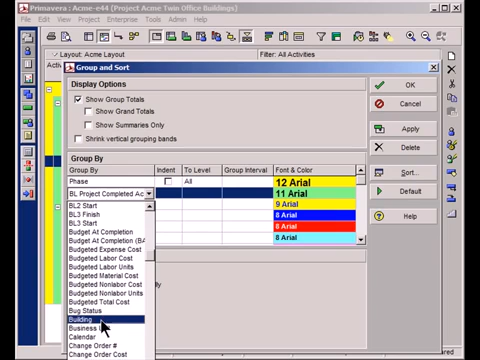 Primavera: Acme-e44 (Project Acme Twin Office Buildings)
File Edit View Project Enterprise Tools Admin Help
Layout: Acme Layout Filter: All Activities
Group and Sort
Display Options
Show Group Totals
Show Grand Totals
Show Summaries Only
Shrink vertical grouping bands
Group By
Group By Indent To Level Group Interval Font & Color
Phase All 12 Arial
BL Project Completed Ac 11 Arial
9 Arial
8 Arial
8 Arial
8 Arial
BL2 Start
BL3 Finish
BL3 Start
Budget At Completion
Budget At Completion (BA
Budgeted Expense Cost
Budgeted Labor Cost
Budgeted Labor Units
Budgeted Material Cost
Budgeted Nonlabor Cost
Budgeted Nonlabor Units
Budgeted Total Cost
Bug Status
Building
Business
Calendar
Change Order #
Change Order Cost
OK
Cancel
Apply
Delete
Sort...
Default
Help